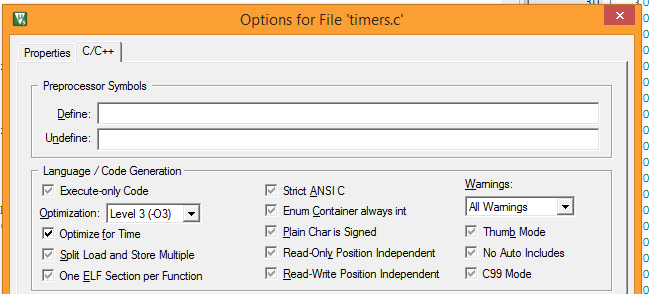 Options for File 'timers.c'
Properties
C/C++
Preprocessor Symbols
Define:
Undefine:
Language / Code Generation
Execute-only Code
Strict ANSI C
Warnings:
Optimization: Level 3 (-O3)
Enum Container always int
All Warnings
Optimize for Time
Plain Char is Signed
Thumb Mode
Split Load and Store Multiple
Read-Only Position Independent
No Auto Includes
One ELF Section per Function
Read-Write Position Independent
C99 Mode